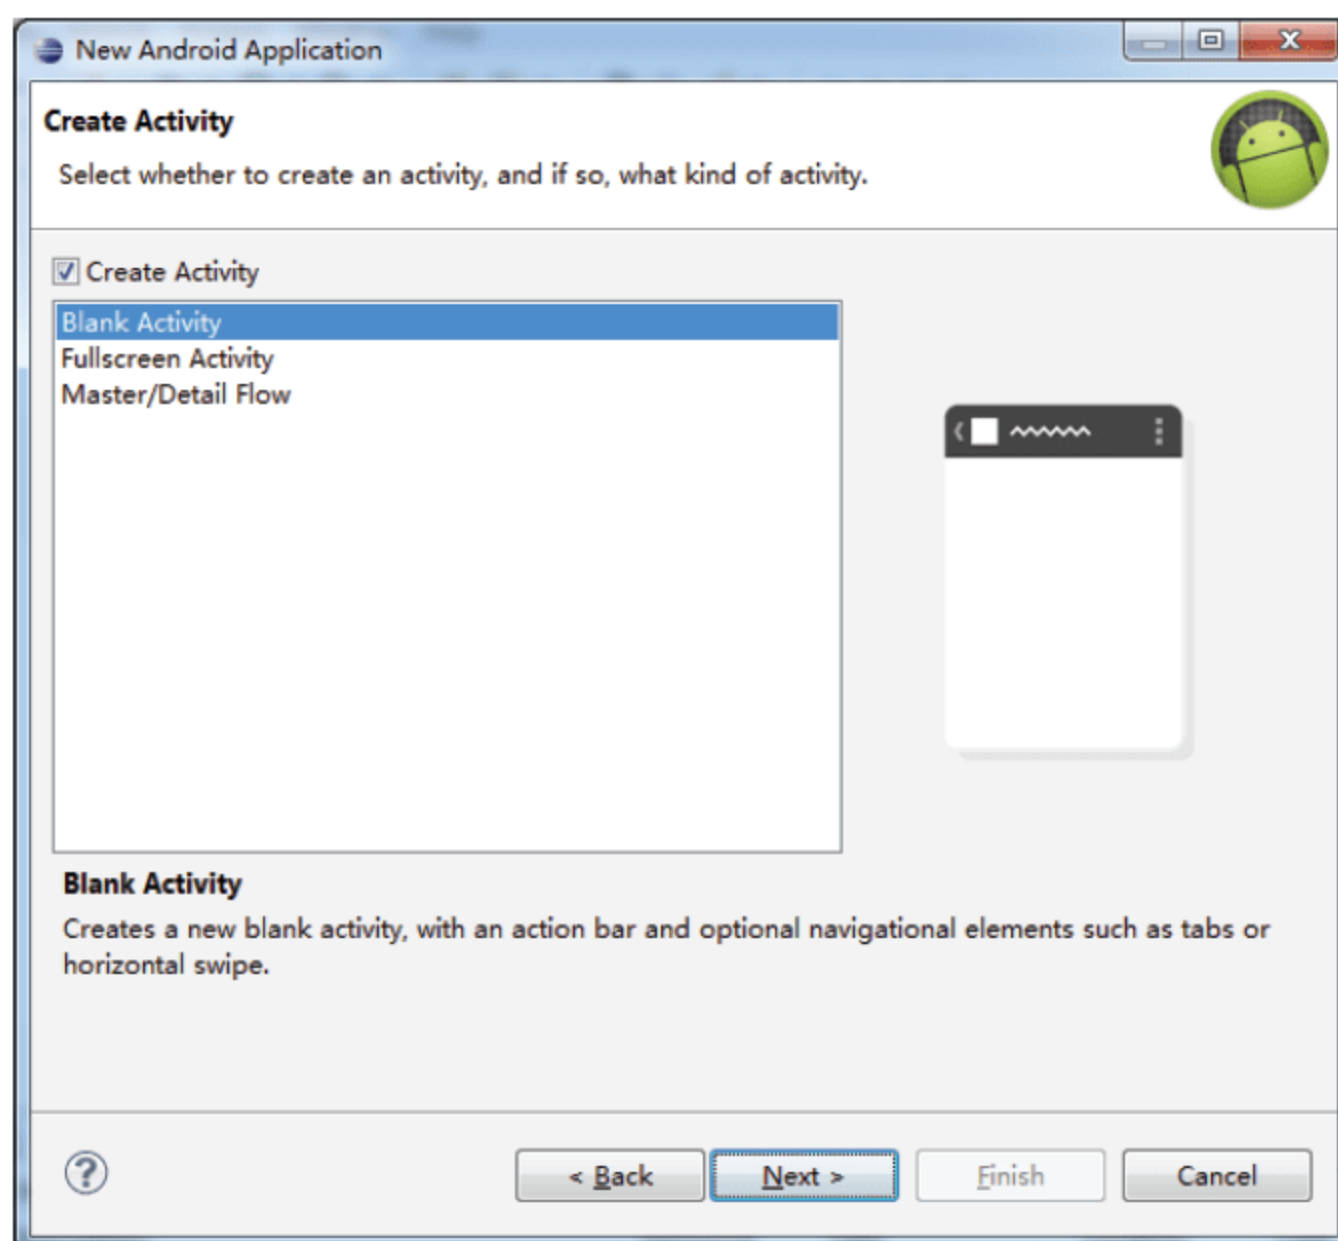 New Android Application
Create Activity
Select whether to create an activity, and if so, what kind of activity.
Create Activity
Blank Activity
Fullscreen Activity
Master/Detail Flow
Blank Activity
Creates a new blank activity, with an action bar and optional navigational elements such as tabs or
horizontal swipe.
< Back
Next >
Finish
Cancel